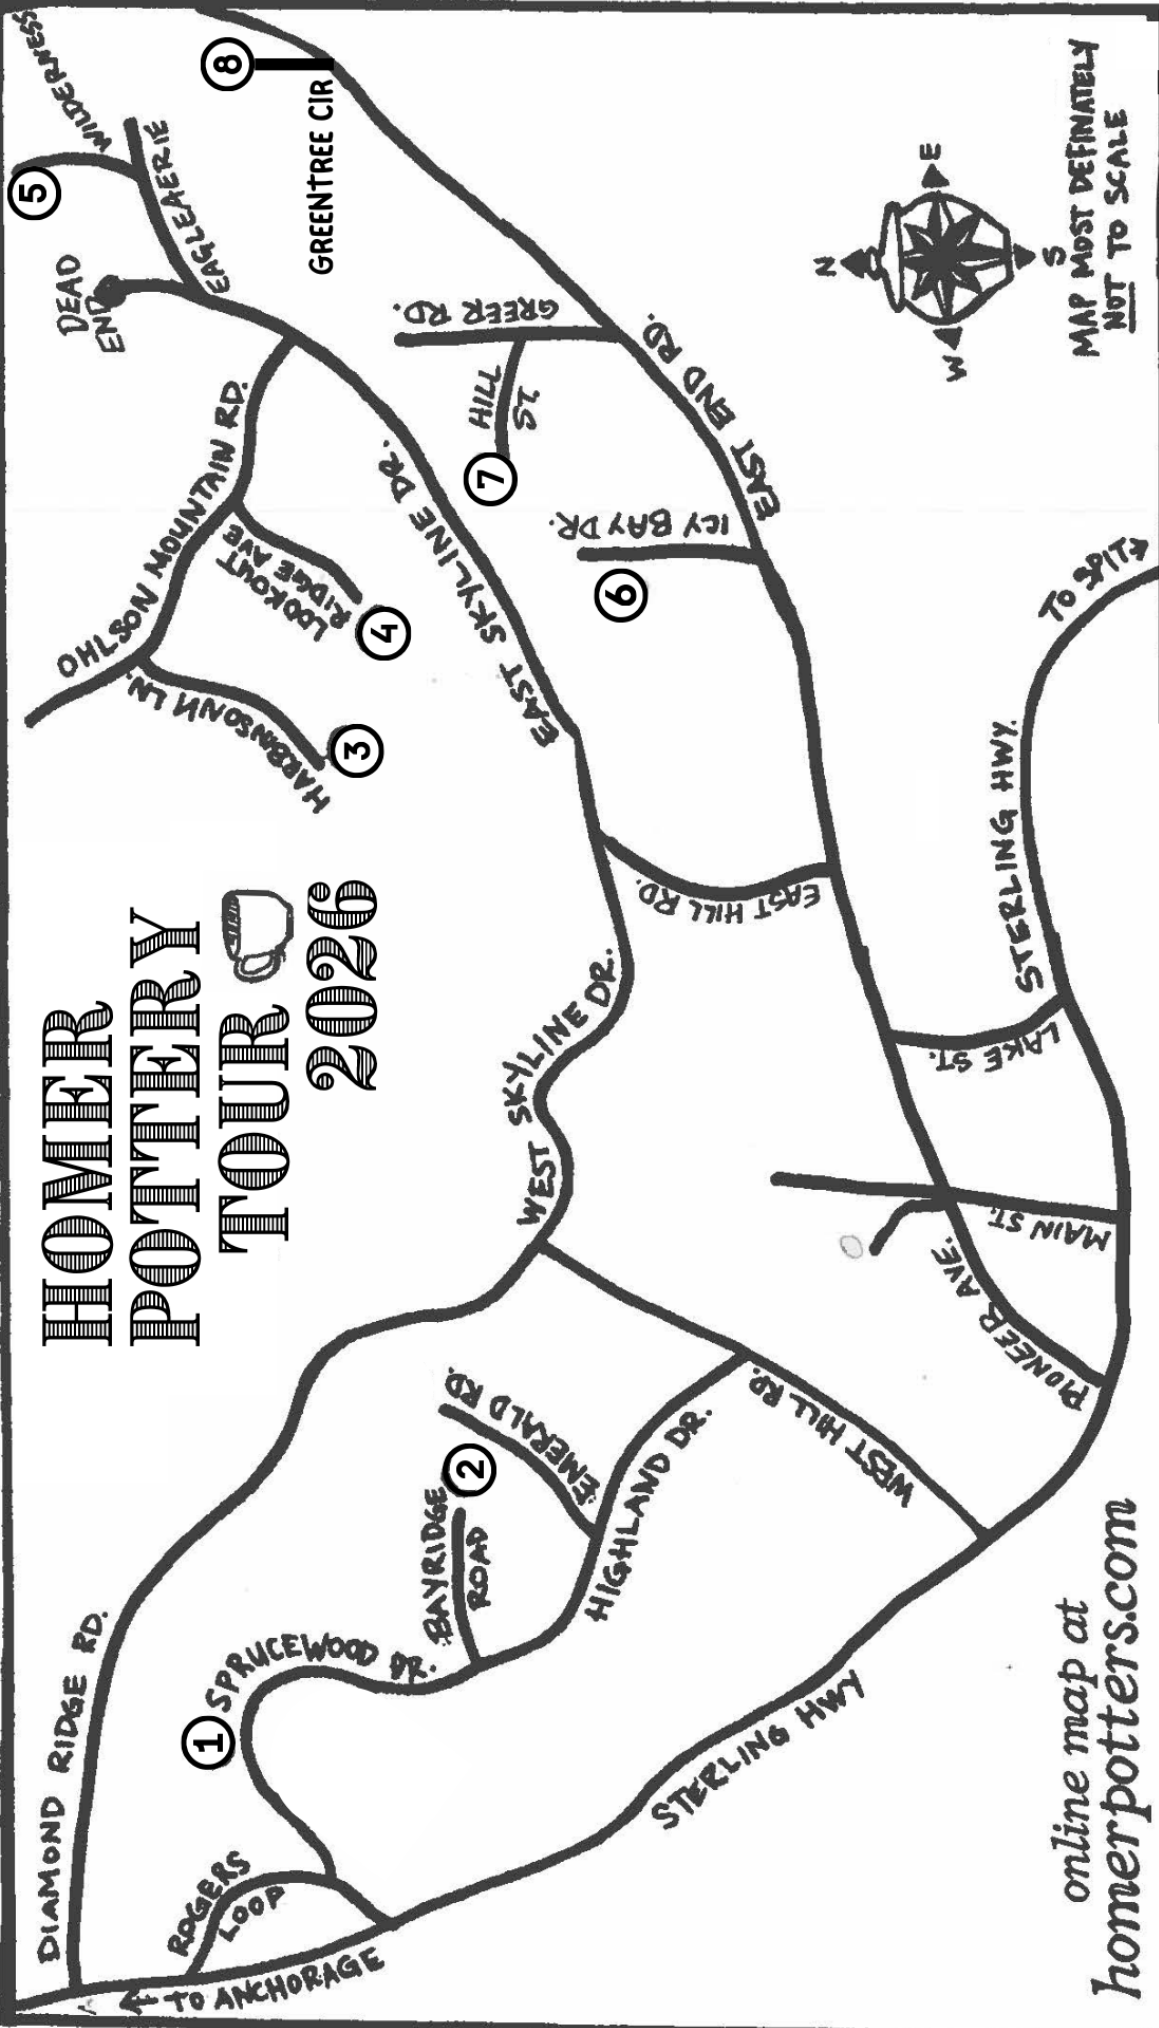 HOMER
POTTERY
TOUR
2026
WILDERNESS
5
EAGLEAERIE
DEAD
END
8
GREENTREE CIR
OHLSON MOUNTAIN RD.
LOOKOUT
RIDGE AVE
4
HARBENSONN LN.
3
EAST SKYLINE DR.
GREER RD.
HILL
ST
7
ICY BAY DR.
6
EAST END RD.
EAST HILL RD.
WEST SKYLINE DR.
DIAMOND RIDGE RD.
1
SPRUCEWOOD DR.
ROGERS
LOOP
← TO ANCHORAGE
BAYRIDGE
ROAD
2
EMERALD RD.
HIGHLAND DR.
WEST HILL RD.
STERLING HWY
PIONEER AVE.
MAIN ST.
LAKE ST.
STERLING HWY.
TO SPIT→
N
E
S
W
MAP MOST DEFINATELY
NOT TO SCALE
online map at
homerpotters.com